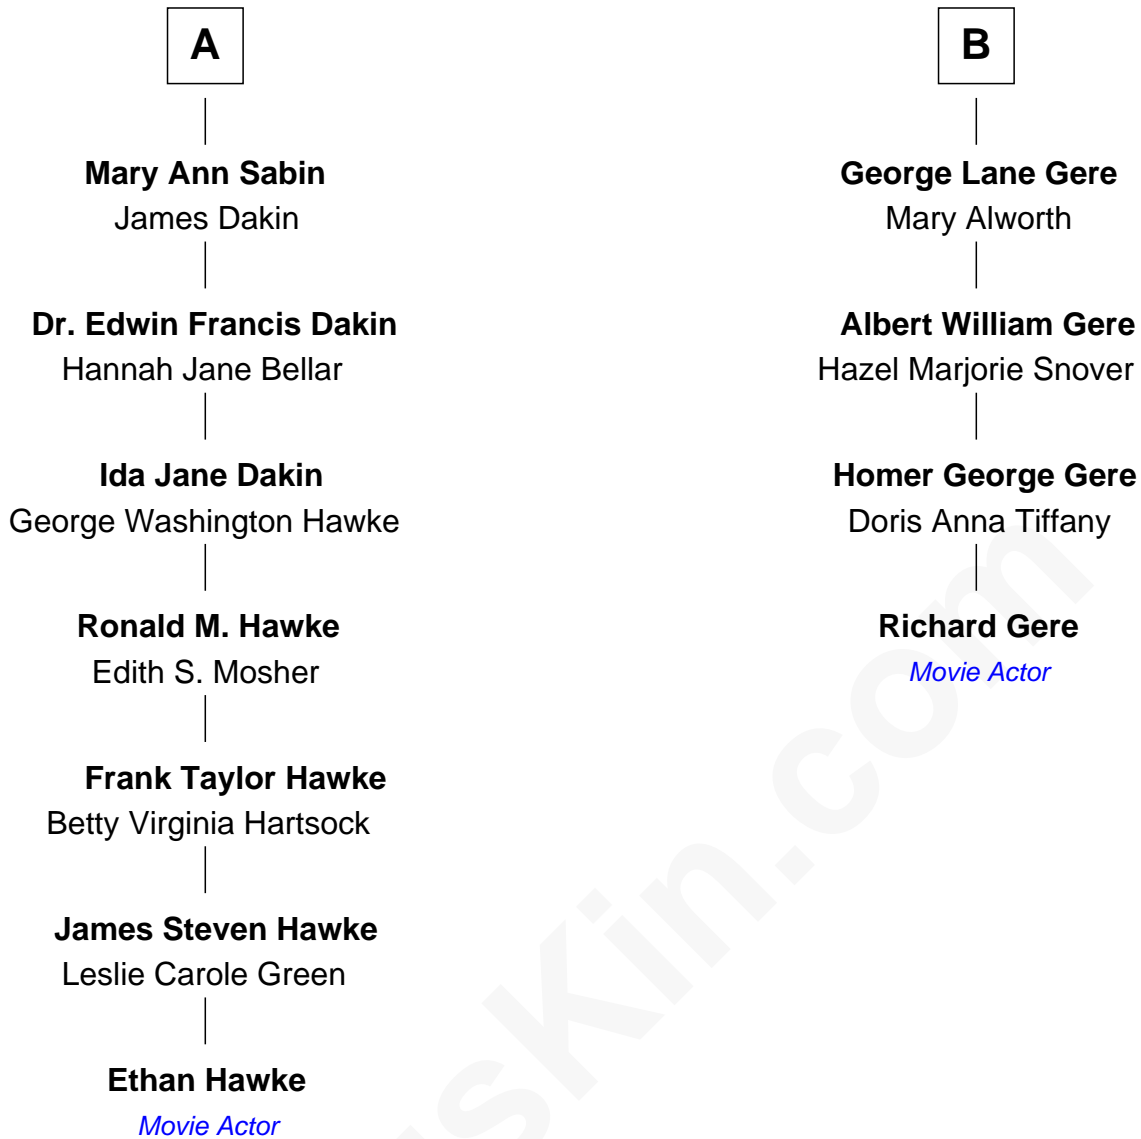 A
Mary Ann Sabin
James Dakin
Dr. Edwin Francis Dakin
Hannah Jane Bellar
Ida Jane Dakin
George Washington Hawke
Ronald M. Hawke
Edith S. Mosher
Frank Taylor Hawke
Betty Virginia Hartsock
James Steven Hawke
Leslie Carole Green
Ethan Hawke
Movie Actor
B
George Lane Gere
Mary Alworth
Albert William Gere
Hazel Marjorie Snover
Homer George Gere
Doris Anna Tiffany
Richard Gere
Movie Actor
usKin.com